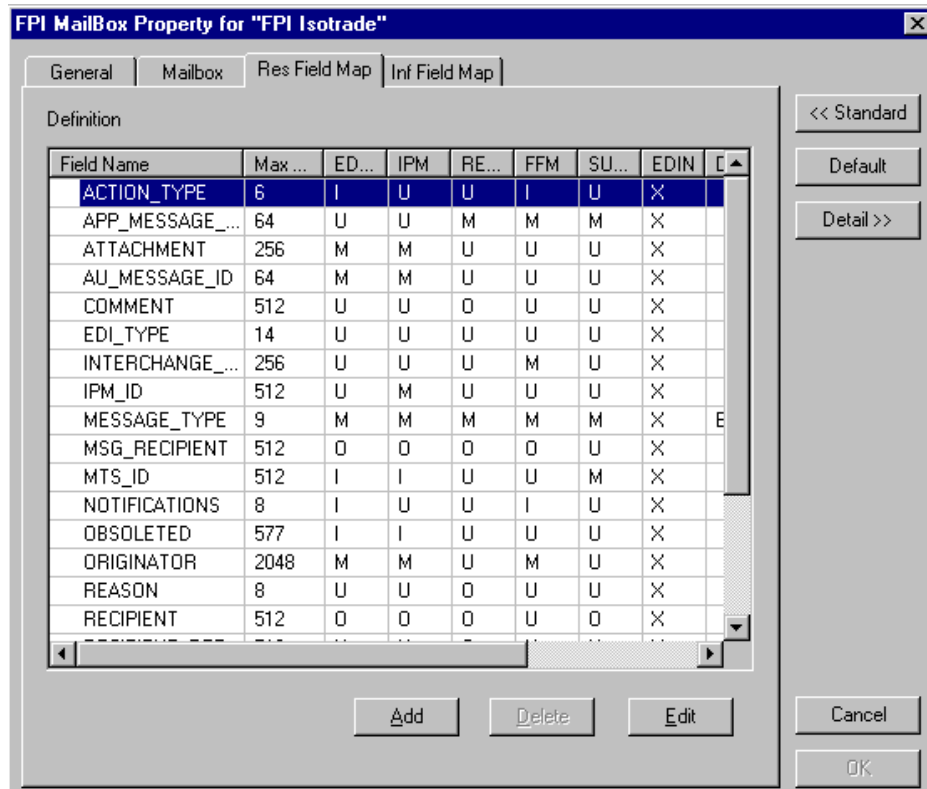 FPI MailBox Property for "FPI Isotrade"
General Mailbox Res Field Map Inf Field Map
Definition
<< Standard
Default
Detail >>
Field Name Max ... ED... IPM RE... FFM SU... EDIN
ACTION_TYPE 6 I U U I U X
APP_MESSAGE_... 64 U U M M M X
ATTACHMENT 256 M M U U U X
AU_MESSAGE_ID 64 M M U U U X
COMMENT 512 U U O U U X
EDI_TYPE 14 U U U U U X
INTERCHANGE_... 256 U U U M U X
IPM_ID 512 U M U U U X
MESSAGE_TYPE 9 M M M M M X
MSG_RECIPIENT 512 O O O O U X
MTS_ID 512 I I U U M X
NOTIFICATIONS 8 I U U I U X
OBSOLETED 577 I I U U U X
ORIGINATOR 2048 M M U M U X
REASON 8 U U O U U X
RECIPIENT 512 O O O U O X
Add Delete Edit
Cancel
OK